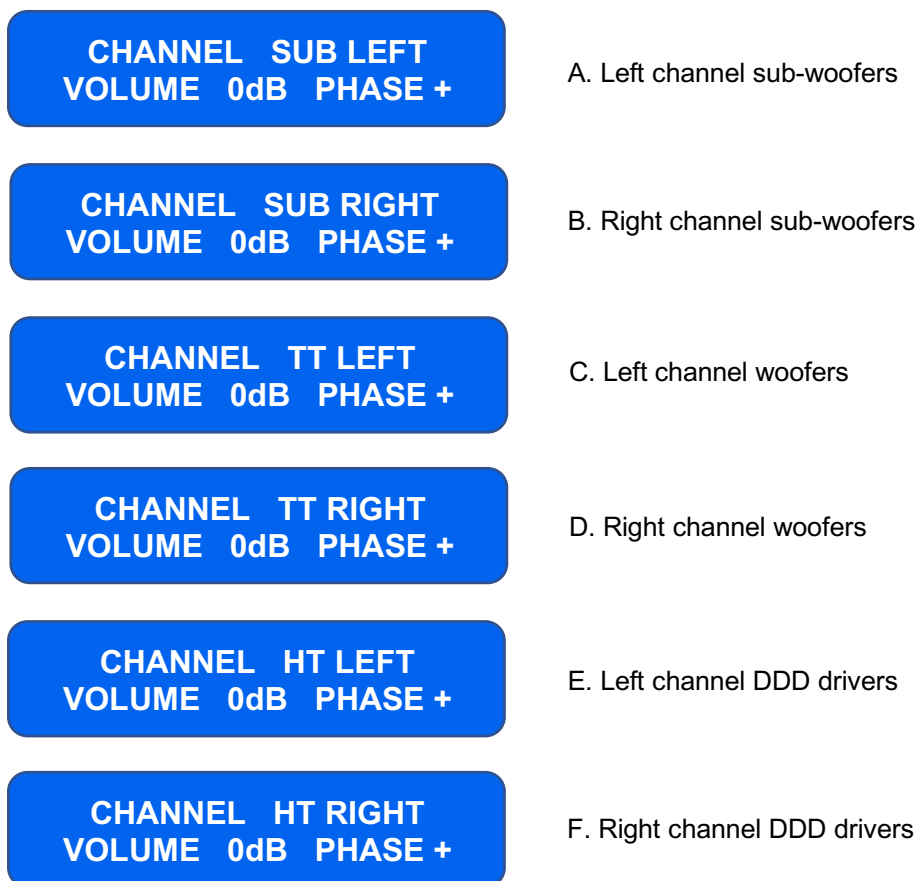 CHANNEL SUB LEFT
VOLUME 0dB PHASE +
A. Left channel sub-woofers
CHANNEL SUB RIGHT
VOLUME 0dB PHASE +
B. Right channel sub-woofers
CHANNEL TT LEFT
VOLUME 0dB PHASE +
C. Left channel woofers
CHANNEL TT RIGHT
VOLUME 0dB PHASE +
D. Right channel woofers
CHANNEL HT LEFT
VOLUME 0dB PHASE +
E. Left channel DDD drivers
CHANNEL HT RIGHT
VOLUME 0dB PHASE +
F. Right channel DDD drivers